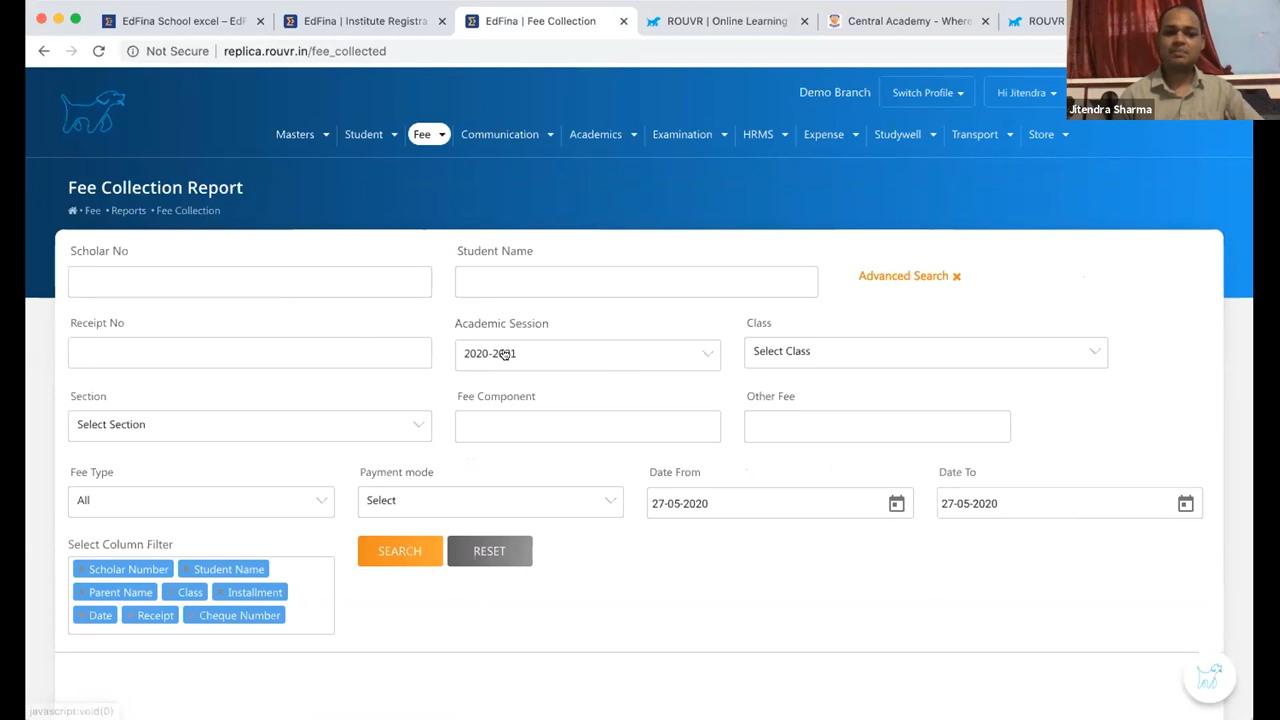 EdFina School excel – EdF
EdFina | Institute Registra
EdFina | Fee Collection
ROUVR | Online Learning
Central Academy - Where
ROUVR
Not Secure
replica.rouvr.in/fee_collected
Jitendra Sharma
Demo Branch
Switch Profile
Hi Jitendra
Masters
Student
Fee
Communication
Academics
Examination
HRMS
Expense
Studywell
Transport
Store
Fee Collection Report
• Fee • Reports • Fee Collection
Scholar No
Student Name
Advanced Search
Receipt No
Academic Session
Class
2020-2021
Select Class
Section
Fee Component
Other Fee
Select Section
Fee Type
Payment mode
Date From
Date To
All
Select
27-05-2020
27-05-2020
Select Column Filter
SEARCH
RESET
× Scholar Number
× Student Name
× Parent Name
× Class
× Installment
× Date
× Receipt
× Cheque Number
javascript:void(0)